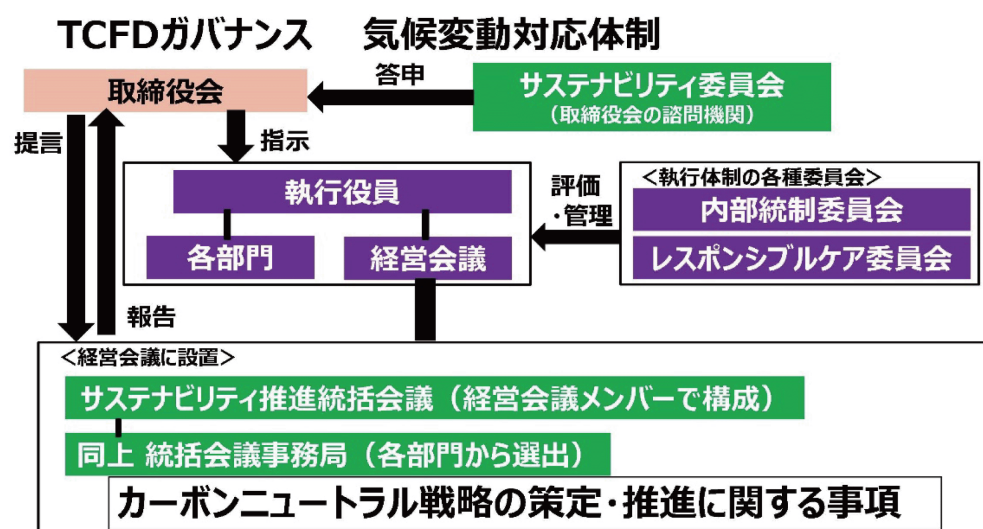 TCFDガバナンス 気候変動対応体制
取締役会
答申
サステナビリティ委員会
(取締役会の諮問機関)
提言
指示
執行役員
各部門
経営会議
評価
・管理
<執行体制の各種委員会>
内部統制委員会
レスポンシブルケア委員会
報告
<経営会議に設置>
サステナビリティ推進統括会議（経営会議メンバーで構成）
同上 統括会議事務局（各部門から選出）
カーボンニュートラル戦略の策定・推進に関する事項